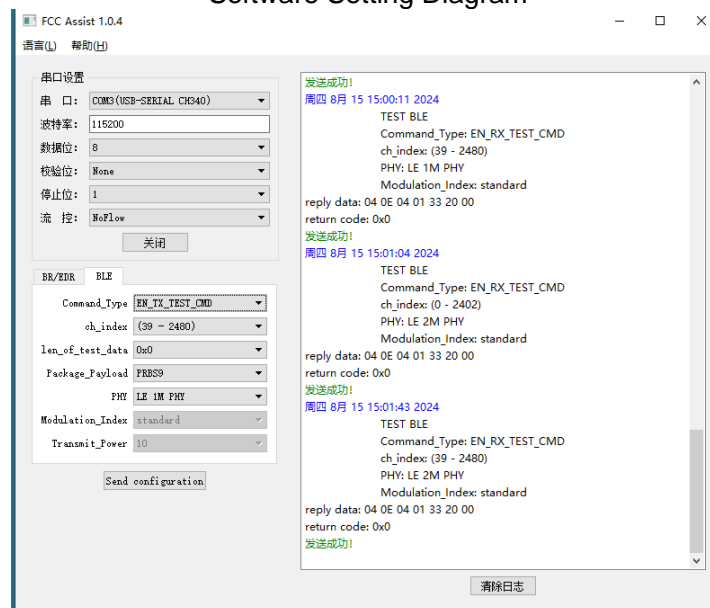 Software Setting Diagram
FCC Assist 1.0.4
语言(L) 帮助(H)
串口设置
串 口: COM3(USB-SERIAL CH340)
波特率: 115200
数据位: 8
校验位: None
停止位: 1
流 控: NoFlow
关闭
BR/EDR BLE
Command_Type EN_TX_TEST_CMD
ch_index (39 - 2480)
len_of_test_data 0x0
Package_Payload PRBS9
PHY LE 1M PHY
Modulation_Index standard
Transmit_Power 10
Send configuration
发送成功!
周四 8月 15 15:00:11 2024
TEST BLE
Command_Type: EN_RX_TEST_CMD
ch_index: (39 - 2480)
PHY: LE 1M PHY
Modulation_Index: standard
reply data: 04 0E 04 01 33 20 00
return code: 0x0
发送成功!
周四 8月 15 15:01:04 2024
TEST BLE
Command_Type: EN_RX_TEST_CMD
ch_index: (0 - 2402)
PHY: LE 2M PHY
Modulation_Index: standard
reply data: 04 0E 04 01 33 20 00
return code: 0x0
发送成功!
周四 8月 15 15:01:43 2024
TEST BLE
Command_Type: EN_RX_TEST_CMD
ch_index: (39 - 2480)
PHY: LE 2M PHY
Modulation_Index: standard
reply data: 04 0E 04 01 33 20 00
return code: 0x0
发送成功!
清除日志